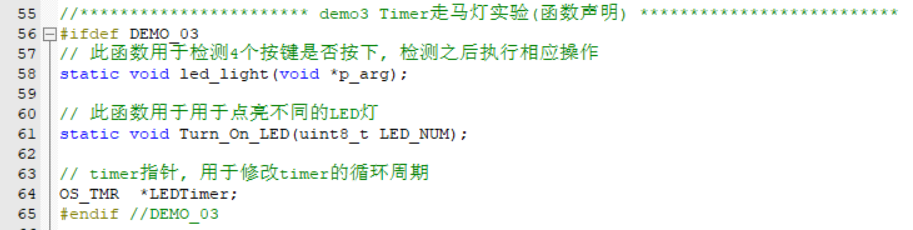 55 //*********************** demo3 Timer走马灯实验(函数声明) **************************
56 #ifdef DEMO_03
57 // 此函数用于检测4个按键是否按下, 检测之后执行相应操作
58 static void led_light(void *p_arg);
59
60 // 此函数用于用于点亮不同的LED灯
61 static void Turn_On_LED(uint8_t LED_NUM);
62
63 // timer指针, 用于修改timer的循环周期
64 OS_TMR  *LEDTimer;
65 #endif //DEMO_03